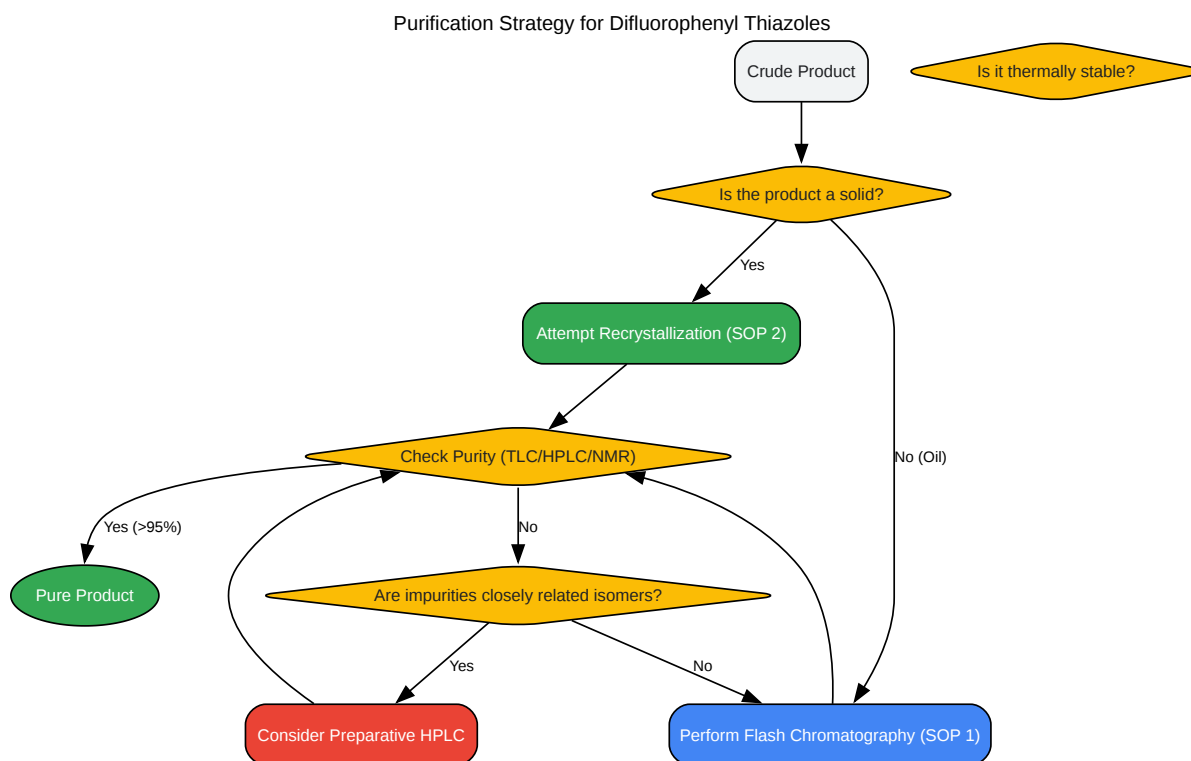 Purification Strategy for Difluorophenyl Thiazoles
Crude Product
Is it thermally stable?
Is the product a solid?
Yes
Attempt Recrystallization (SOP 2)
Check Purity (TLC/HPLC/NMR)
No (Oil)
Yes (>95%)
No
Pure Product
Are impurities closely related isomers?
Yes
No
Consider Preparative HPLC
Perform Flash Chromatography (SOP 1)